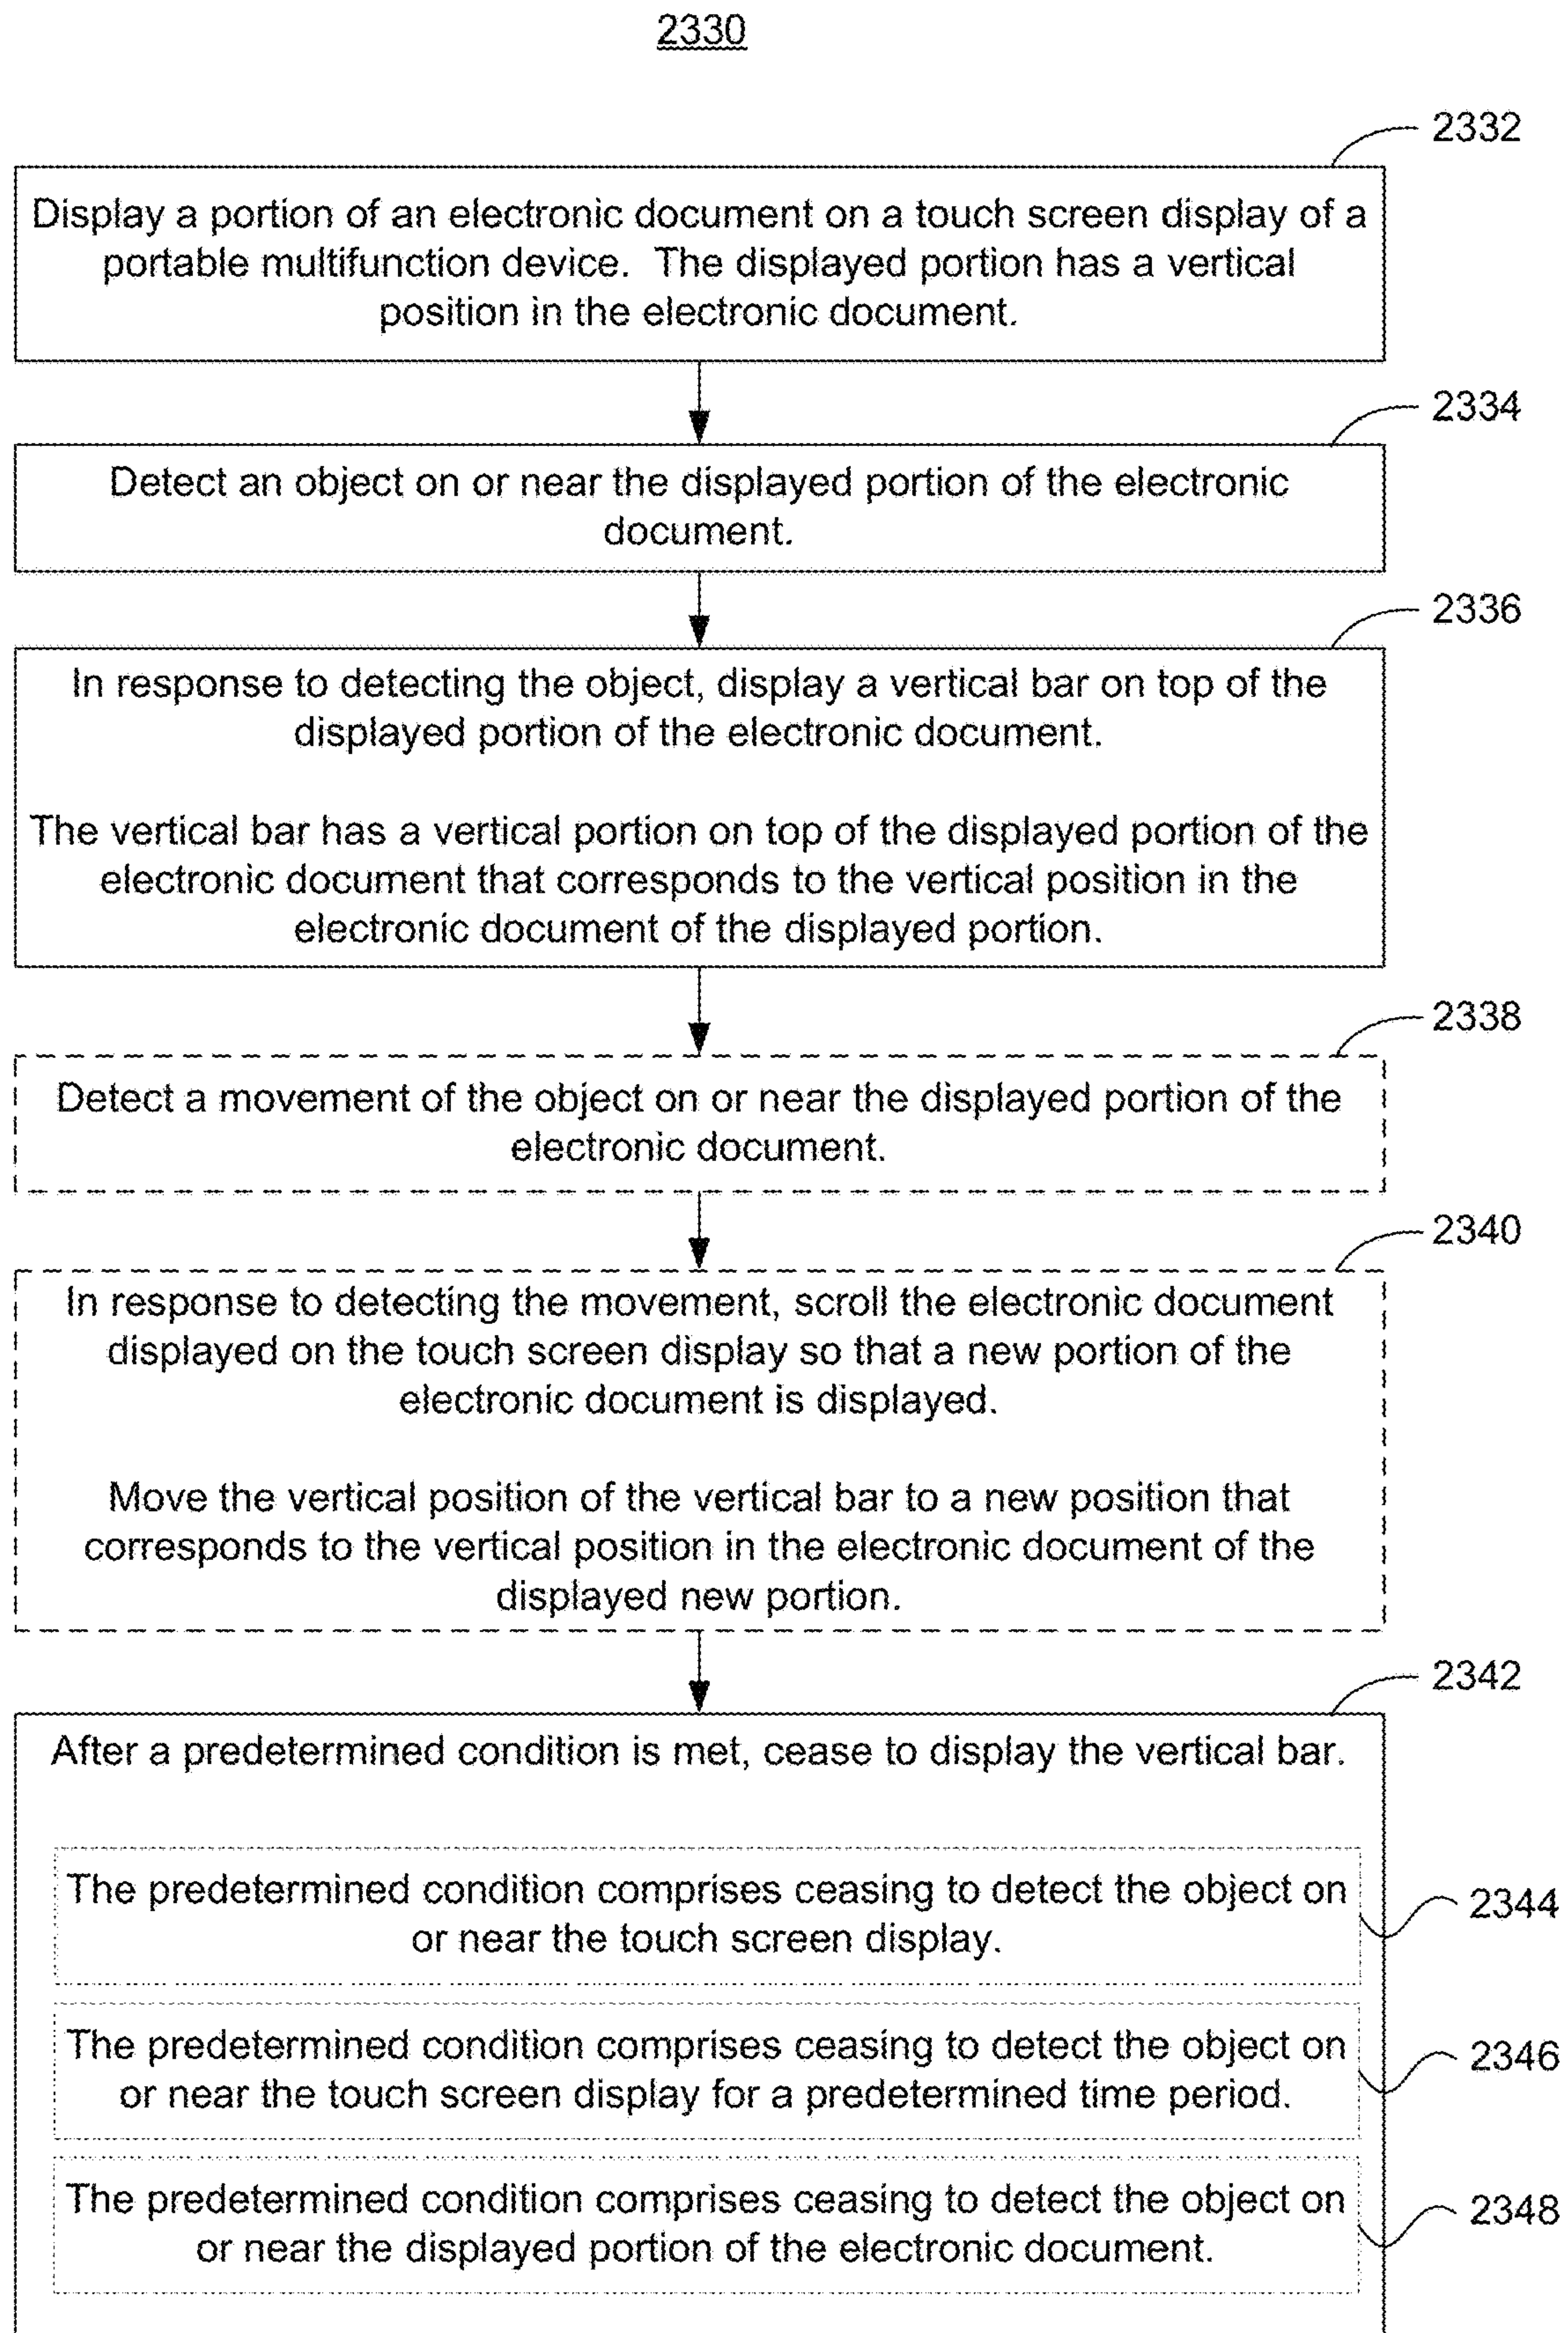 2330
2332
Display a portion of an electronic document on a touch screen display of a
portable multifunction device. The displayed portion has a vertical
position in the electronic document.
2334
Detect an object on or near the displayed portion of the electronic
document.
2336
In response to detecting the object, display a vertical bar on top of the
displayed portion of the electronic document.
The vertical bar has a vertical portion on top of the displayed portion of the
electronic document that corresponds to the vertical position in the
electronic document of the displayed portion.
2338
Detect a movement of the object on or near the displayed portion of the
electronic document.
2340
In response to detecting the movement, scroll the electronic document
displayed on the touch screen display so that a new portion of the
electronic document is displayed.
Move the vertical position of the vertical bar to a new position that
corresponds to the vertical position in the electronic document of the
displayed new portion.
2342
After a predetermined condition is met, cease to display the vertical bar.
The predetermined condition comprises ceasing to detect the object on
or near the touch screen display.
2344
The predetermined condition comprises ceasing to detect the object on
or near the touch screen display for a predetermined time period.
2346
The predetermined condition comprises ceasing to detect the object on
or near the displayed portion of the electronic document.
2348